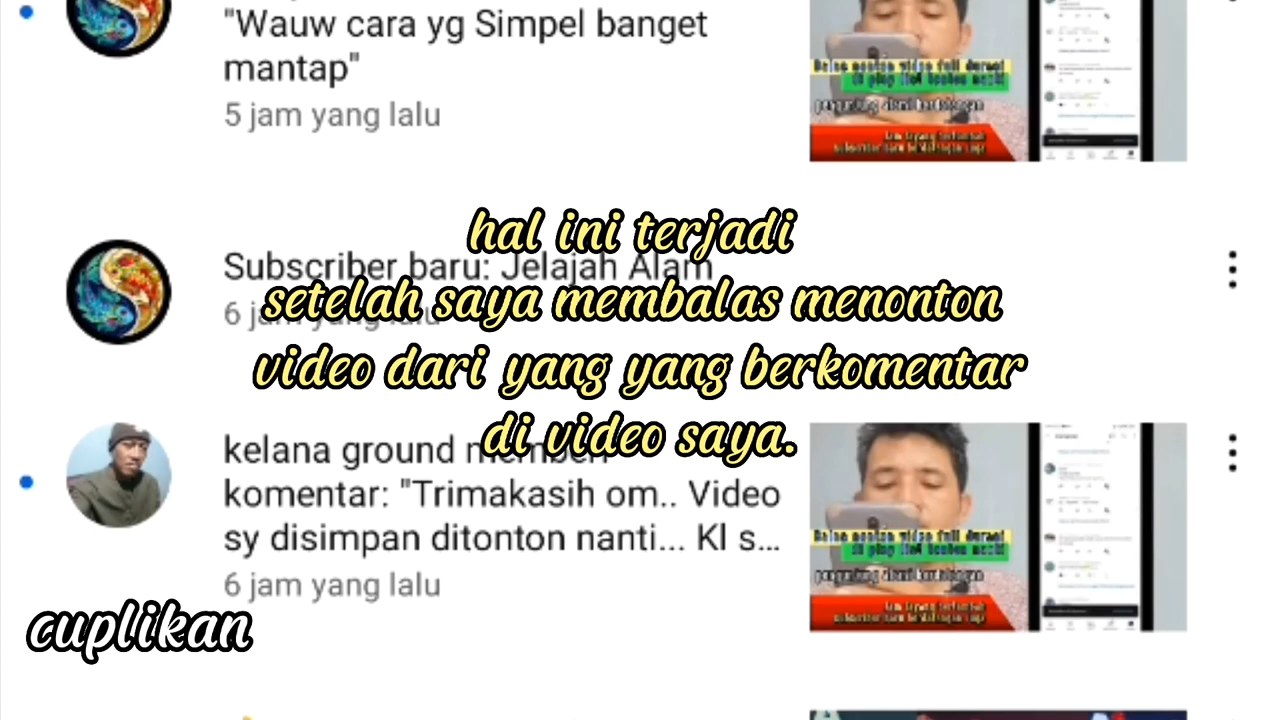 "Wauw cara yg Simpel banget
mantap"
5 jam yang lalu
hal ini terjadi
setelah saya membalas menonton
video dari yang yang berkomentar
di video saya.
Subscriber baru: Jelajah Alam
6 jam yang lalu
kelana ground memberi
komentar: "Trimakasih om.. Video
sy disimpan ditonton nanti... Kl s...
6 jam yang lalu
cuplikan